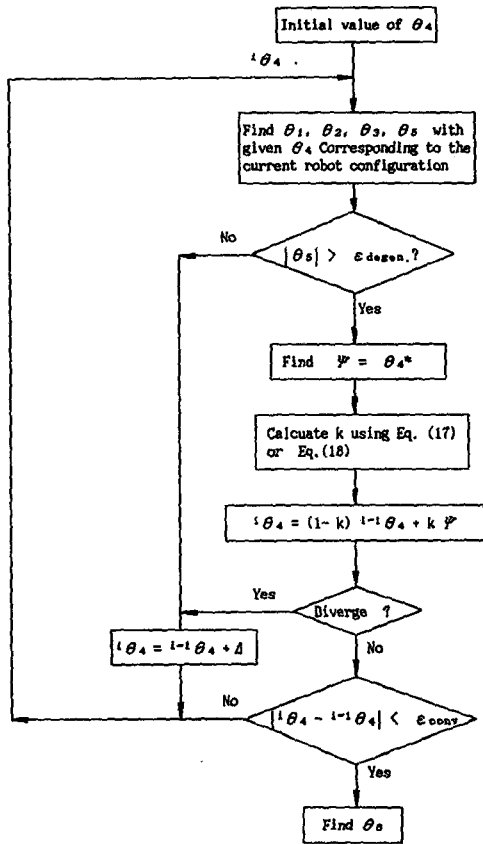 Initial value of θ4
ⁱθ4 .
Find θ1, θ2, θ3, θ5 with
given θ4 Corresponding to the
current robot configuration
No
|θ5| > ε degen.?
Yes
Find Ψ = θ4*
Calcuate k using Eq. (17)
or Eq.(18)
ⁱθ4 = (1- k) ⁱ⁻¹θ4 + k Ψ
Yes
Diverge ?
No
ⁱθ4 = ⁱ⁻¹θ4 + Δ
No
|ⁱθ4 - ⁱ⁻¹θ4| < ε conv
Yes
Find θ6